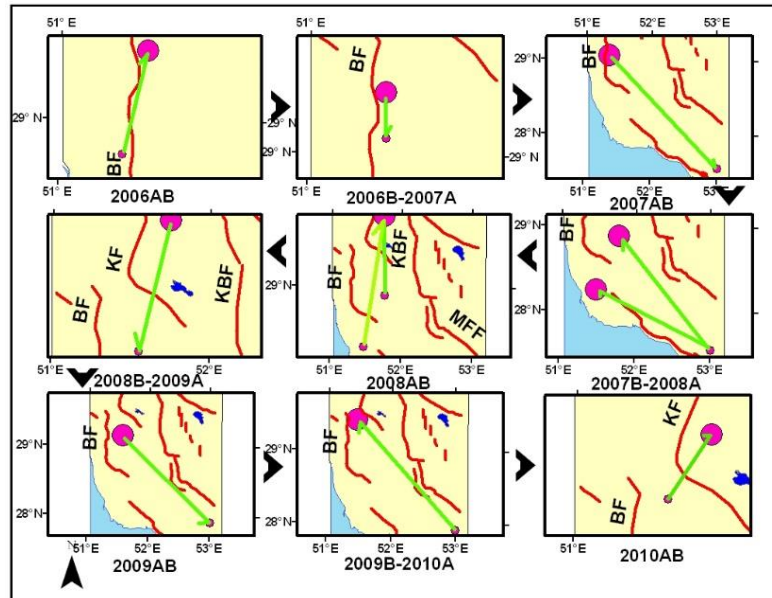 51° E
29° N
BF
2006AB
51° E
BF
29° N
29° N
51° E
2006B-2007A
51° E
52° E
53° E
29° N
BF
28° N
29° N
51° E
52° E
53° E
2007AB
BF
KF
KBF
51° E
52° E
2008B-2009A
29° N
BF
KBF
MFF
51° E
52° E
53° E
2008AB
29° N
BF
28° N
51° E
52° E
53° E
2007B-2008A
29° N
BF
28° N
51° E
52° E
53° E
2009AB
29° N
BF
28° N
51° E
52° E
53° E
2009B-2010A
KF
BF
51° E
2010AB